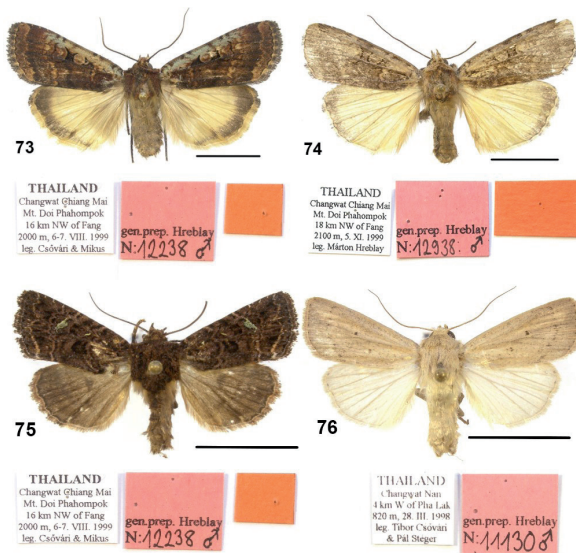 73
74
THAILAND
Changwat Chiang Mai
Mt. Doi Phahompok
16 km NW of Fang
2000 m, 6-7. VIII. 1999
leg. Csővári & Mikus
gen.prep. Hreblay
N:12238 ♂
THAILAND
Changwat Chiang Mai
Mt. Doi Phahompok
18 km NW of Fang
2100 m, 5. XI. 1999
leg. Márton Hreblay
gen.prep. Hreblay
N:12938. ♂
75
76
THAILAND
Changwat Chiang Mai
Mt. Doi Phahompok
16 km NW of Fang
2000 m, 6-7. VIII. 1999
leg. Csővári & Mikus
gen.prep. Hreblay
N:12238 ♂
THAILAND
Changwat Nan
4 km W of Pha Lak
820 m, 28. III. 1998
leg. Tibor Csővári
& Pál Stéger
gen.prep. Hreblay
N:11130 ♂